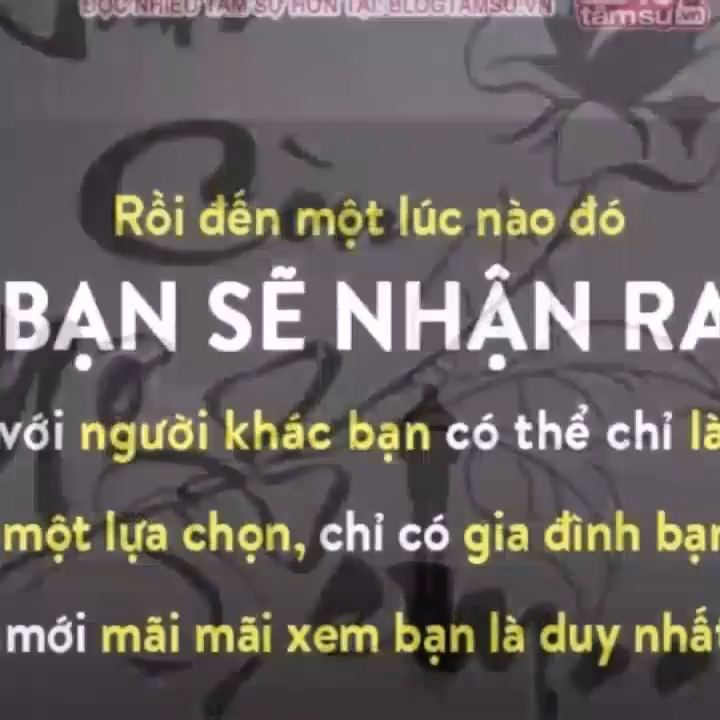 ĐỌC NHIỀU TÂM SỰ HƠN TẠI: BLOGTAMSU.VN
tamsu.vn
Rồi đến một lúc nào đó
BẠN SẼ NHẬN RA
với người khác bạn có thể chỉ là
một lựa chọn, chỉ có gia đình bạn
mới mãi mãi xem bạn là duy nhất